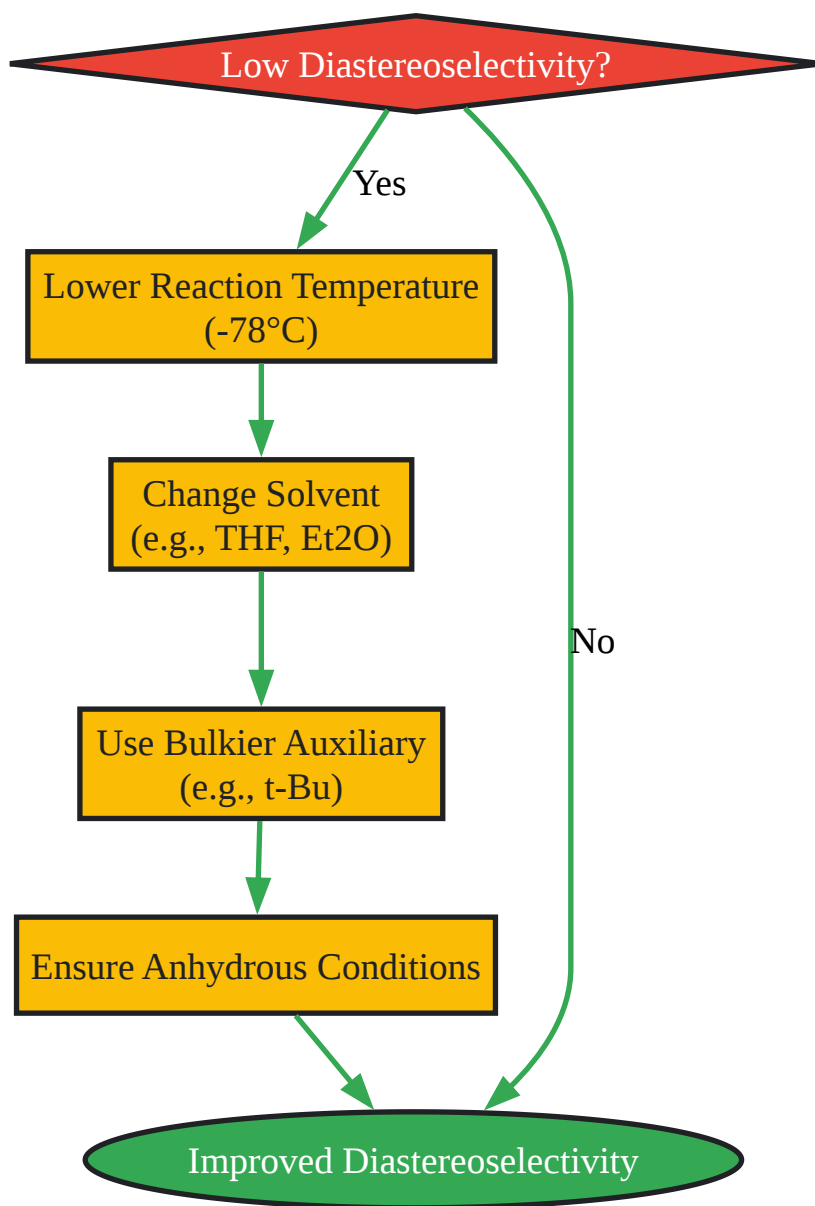 Low Diastereoselectivity?
Yes
Lower Reaction Temperature
(-78°C)
Change Solvent
(e.g., THF, Et2O)
No
Use Bulkier Auxiliary
(e.g., t-Bu)
Ensure Anhydrous Conditions
Improved Diastereoselectivity